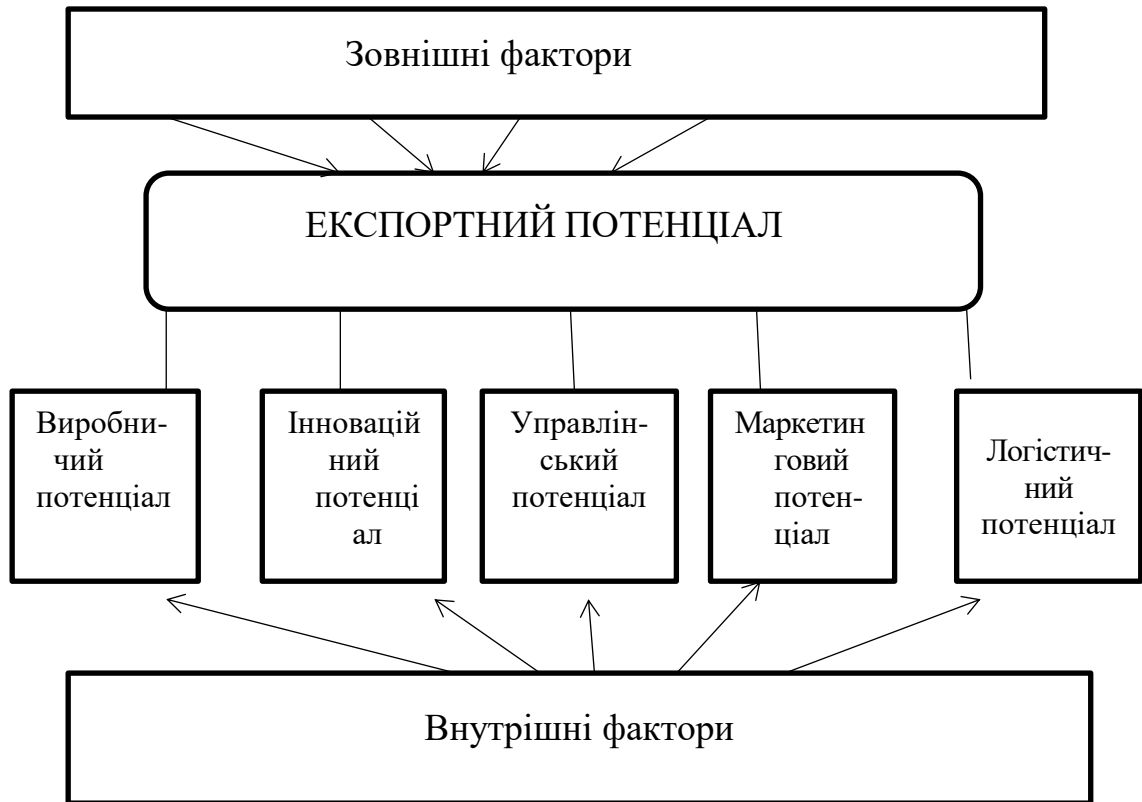 Зовнішні фактори
ЕКСПОРТНИЙ ПОТЕНЦІАЛ
Виробни-
чий
потенціал
Інновацій
ний
потенці
ал
Управлін-
ський
потенціал
Маркетин
говий
потен-
ціал
Логістич-
ний
потенціал
Внутрішні фактори